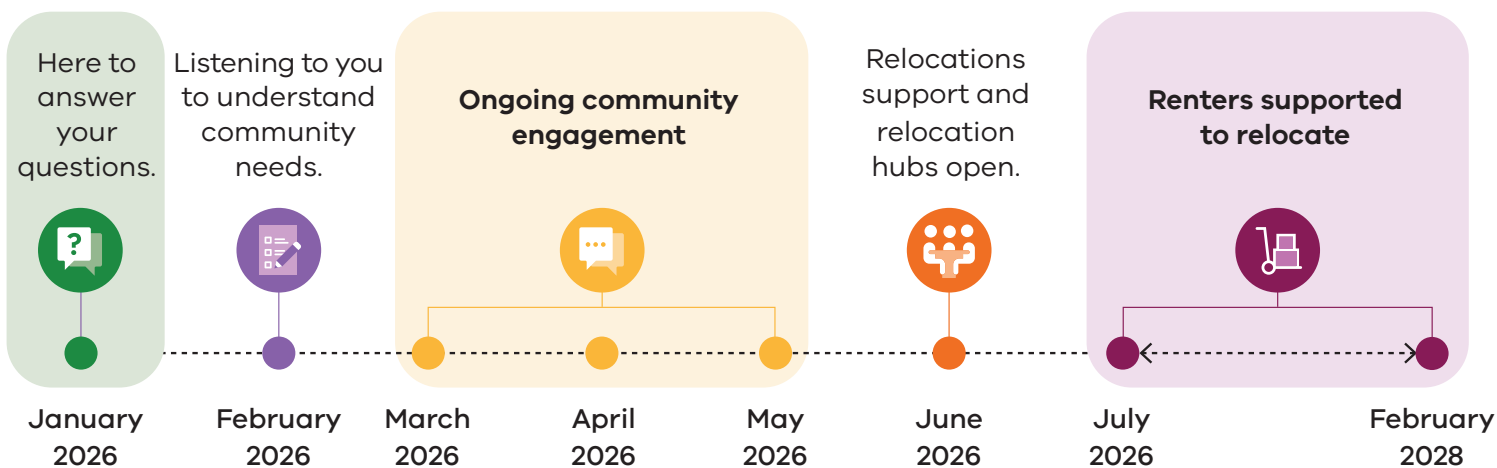 Here to
answer
your
questions.
Listening to you
to understand
community
needs.
Ongoing community
engagement
Relocations
support and
relocation
hubs open.
Renters supported
to relocate
?
January
2026
February
2026
March
2026
April
2026
May
2026
June
2026
July
2026
February
2028